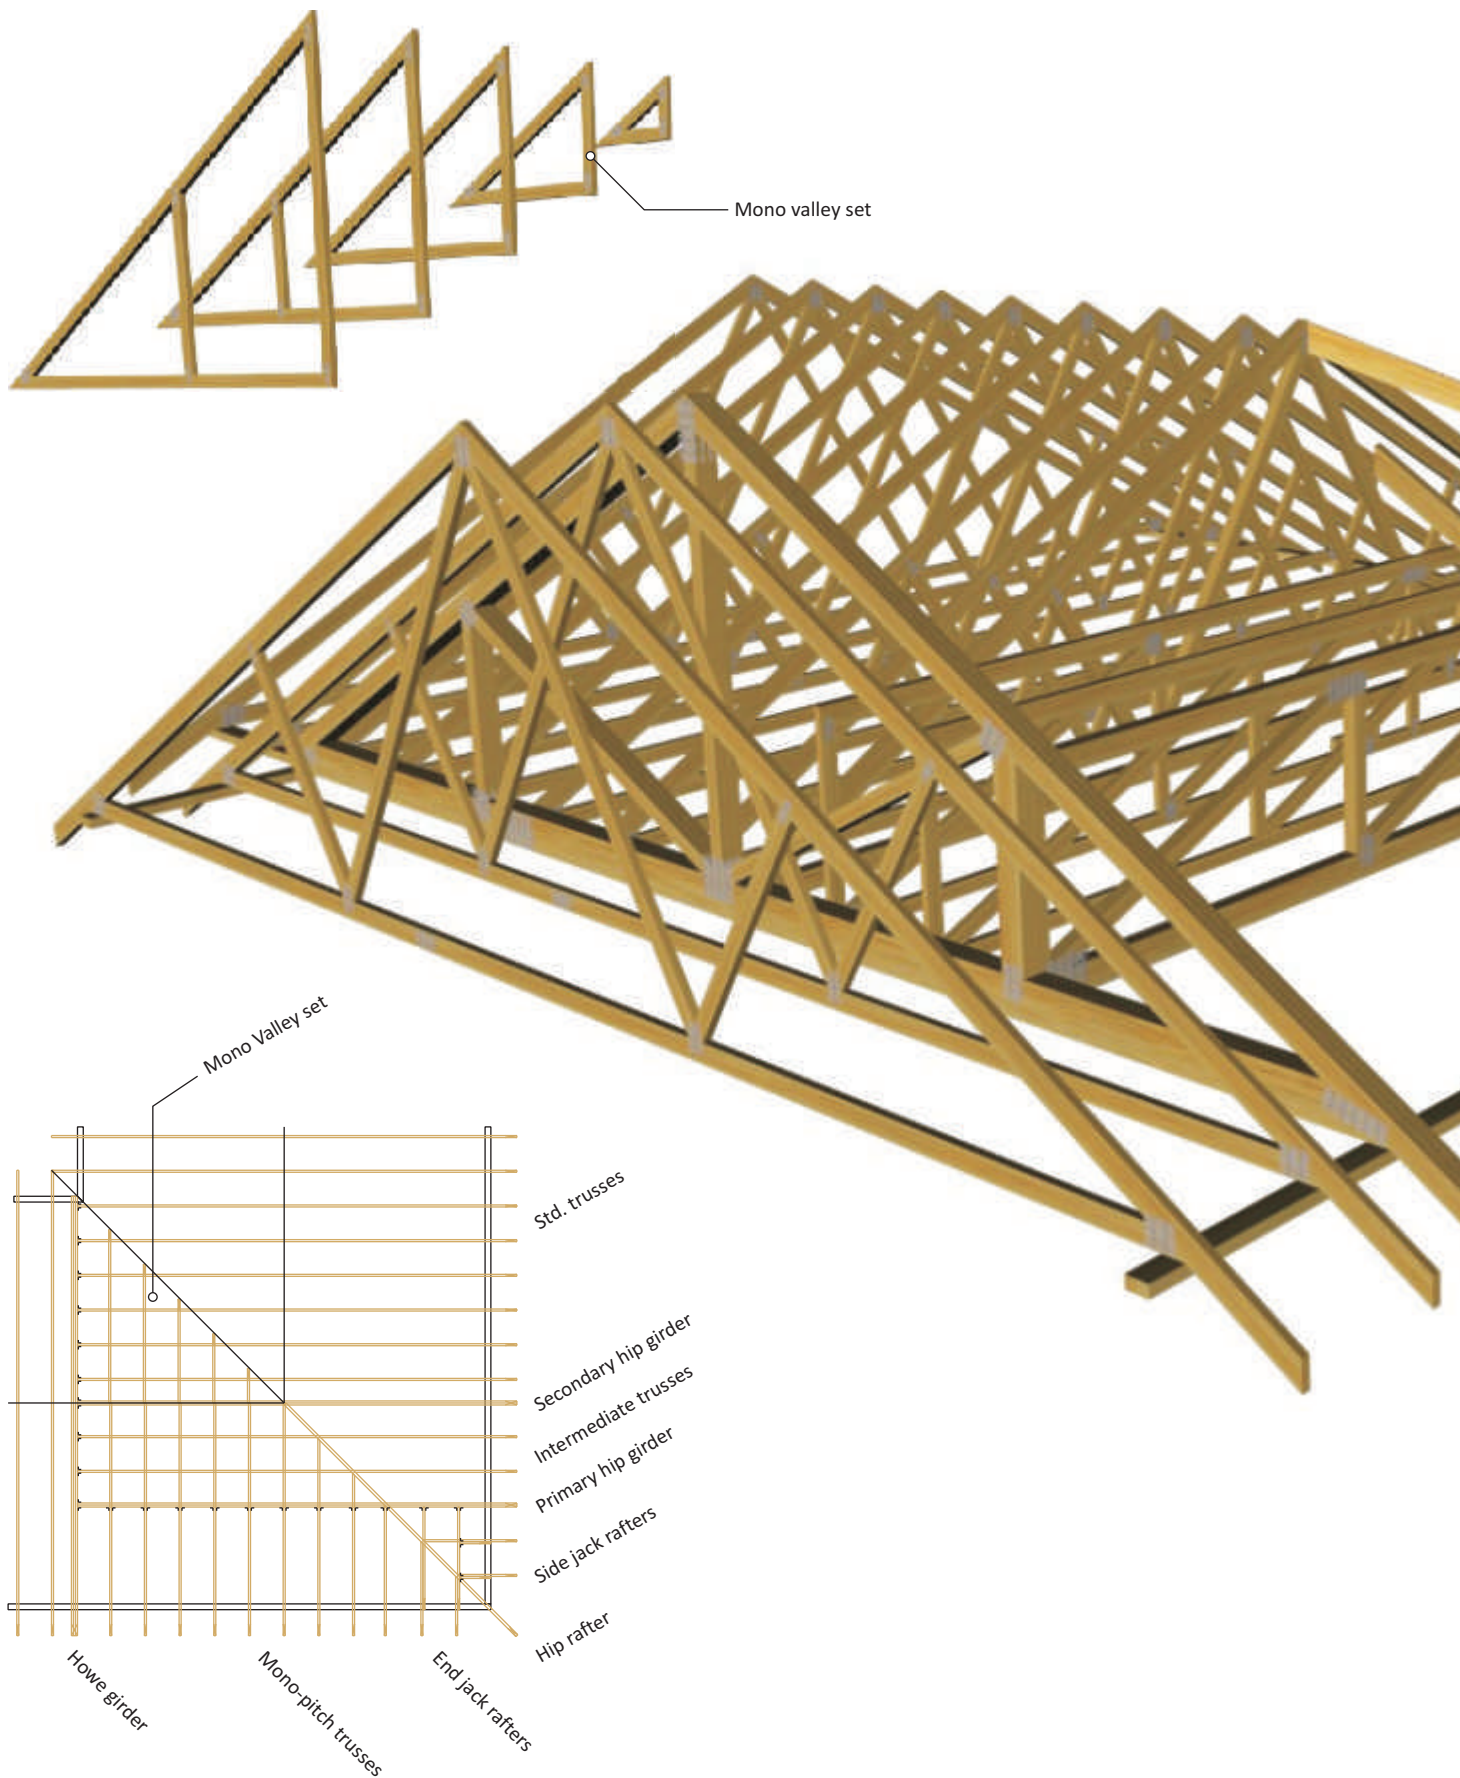 Mono valley set
Mono Valley set
Std. trusses
Secondary hip girder
Intermediate trusses
Primary hip girder
Side jack rafters
Hip rafter
Howe girder
Mono-pitch trusses
End jack rafters